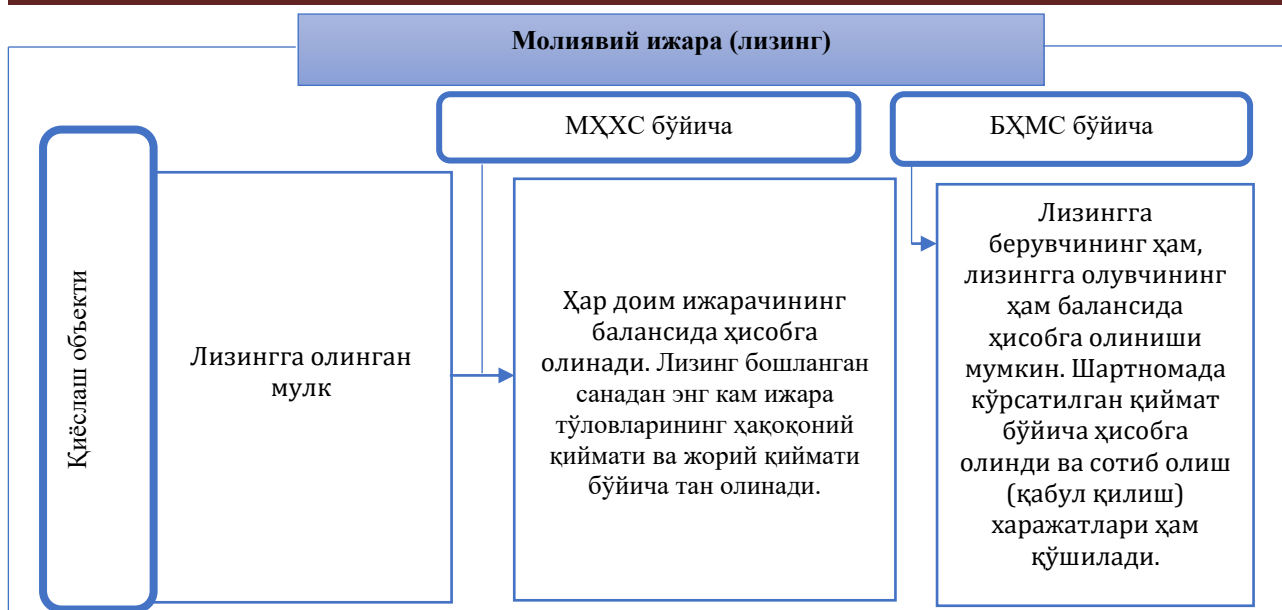 Молиявий ижара (лизинг)
МҲХС бўйича
БҲМС бўйича
Қиёслаш объекти
Лизингга олинган
мулк
Ҳар доим ижарачининг
балансида ҳисобга
олинади. Лизинг бошланган
санадан энг кам ижара
тўловларининг ҳақоқоний
қиймати ва жорий қиймати
бўйича тан олинади.
Лизингга
берувчининг ҳам,
лизингга олувчининг
ҳам балансида
ҳисобга олиниши
мумкин. Шартномада
кўрсатилган қиймат
бўйича ҳисобга
олинди ва сотиб олиш
(қабул қилиш)
харажатлари ҳам
қўшилади.